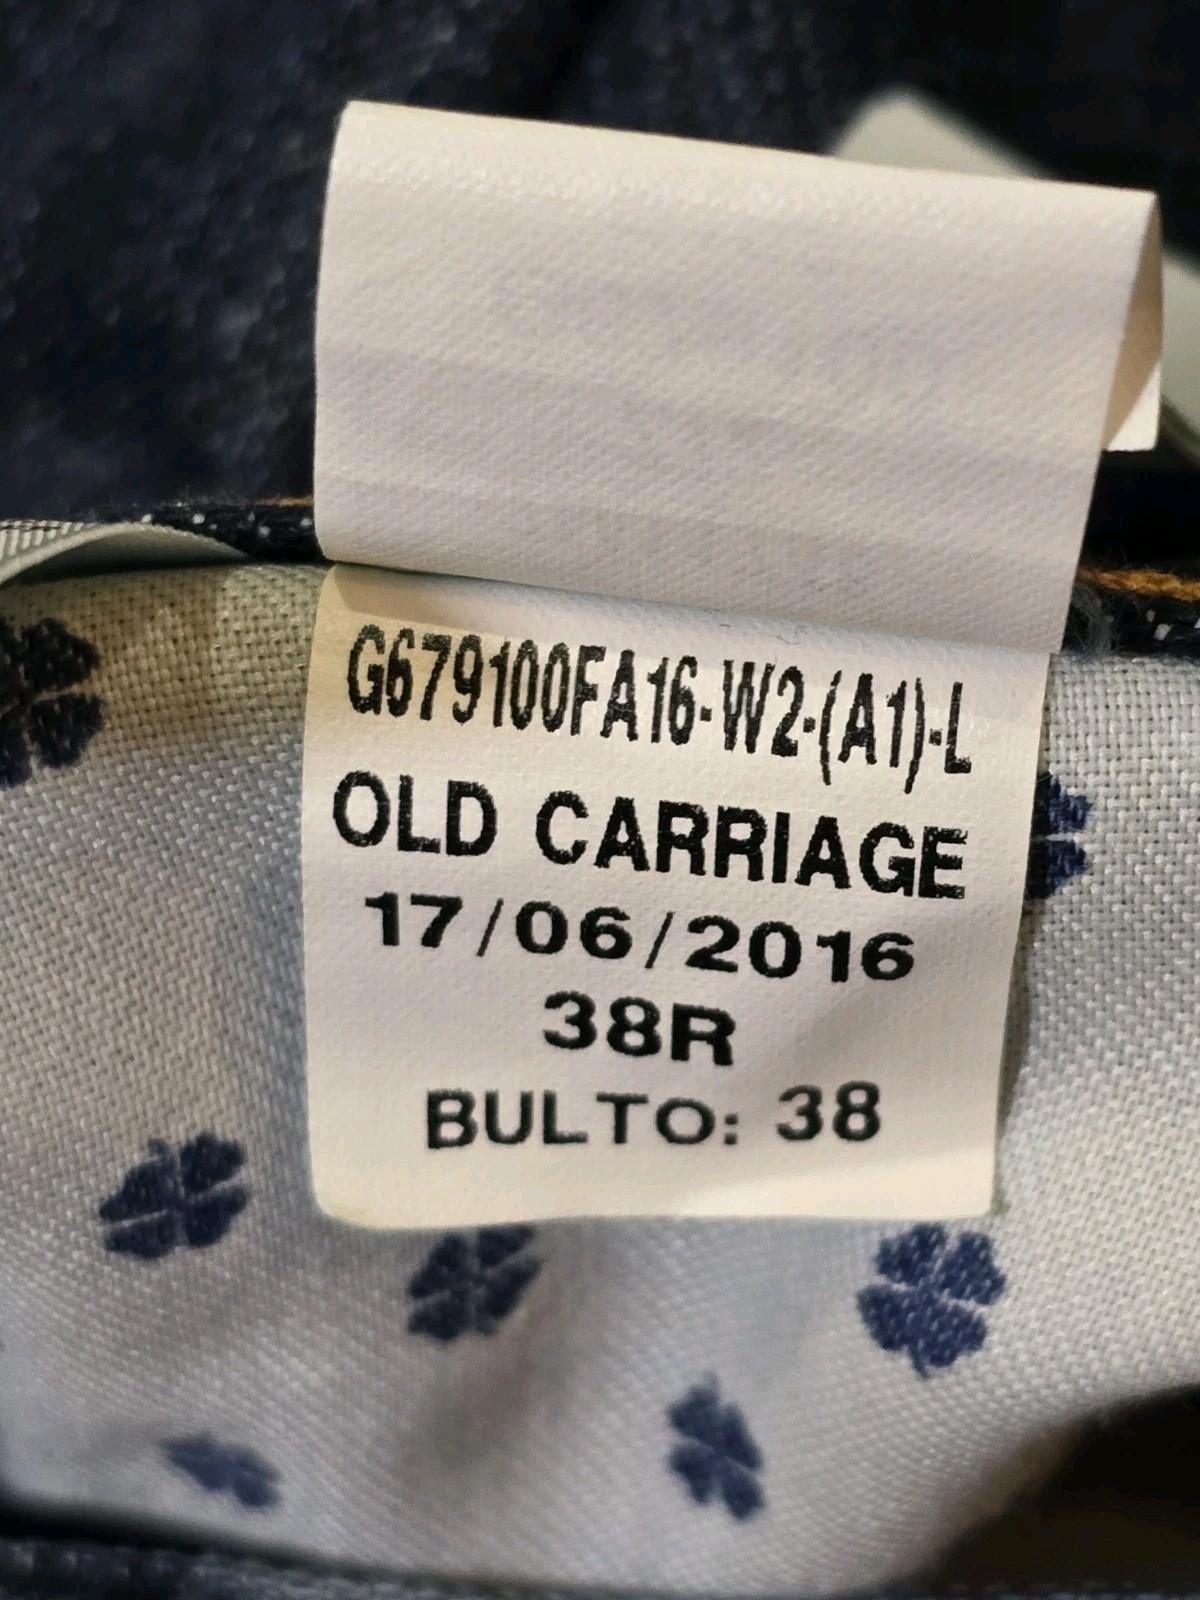 G679100FA16-W2-(A1)-L
OLD CARRIAGE
17/06/2016
38R
BULTO: 38